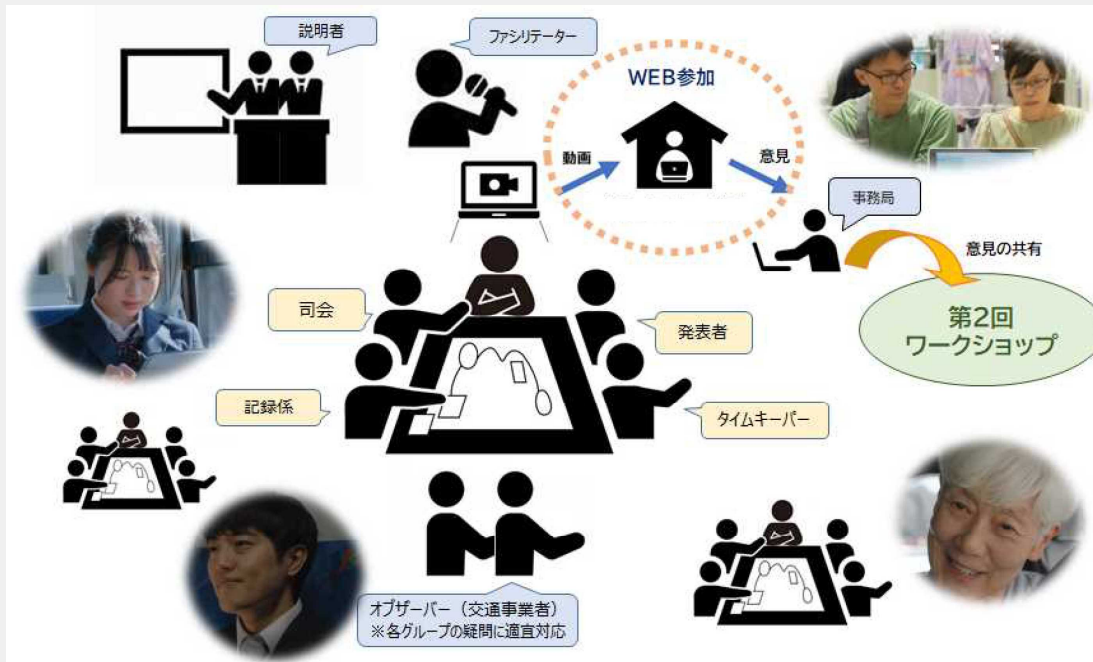 説明者
ファシリテーター
WEB参加
動画
意見
事務局
意見の共有
第2回
ワークショップ
司会
発表者
記録係
タイムキーパー
オブザーバー（交通事業者）
※各グループの疑問に適宜対応